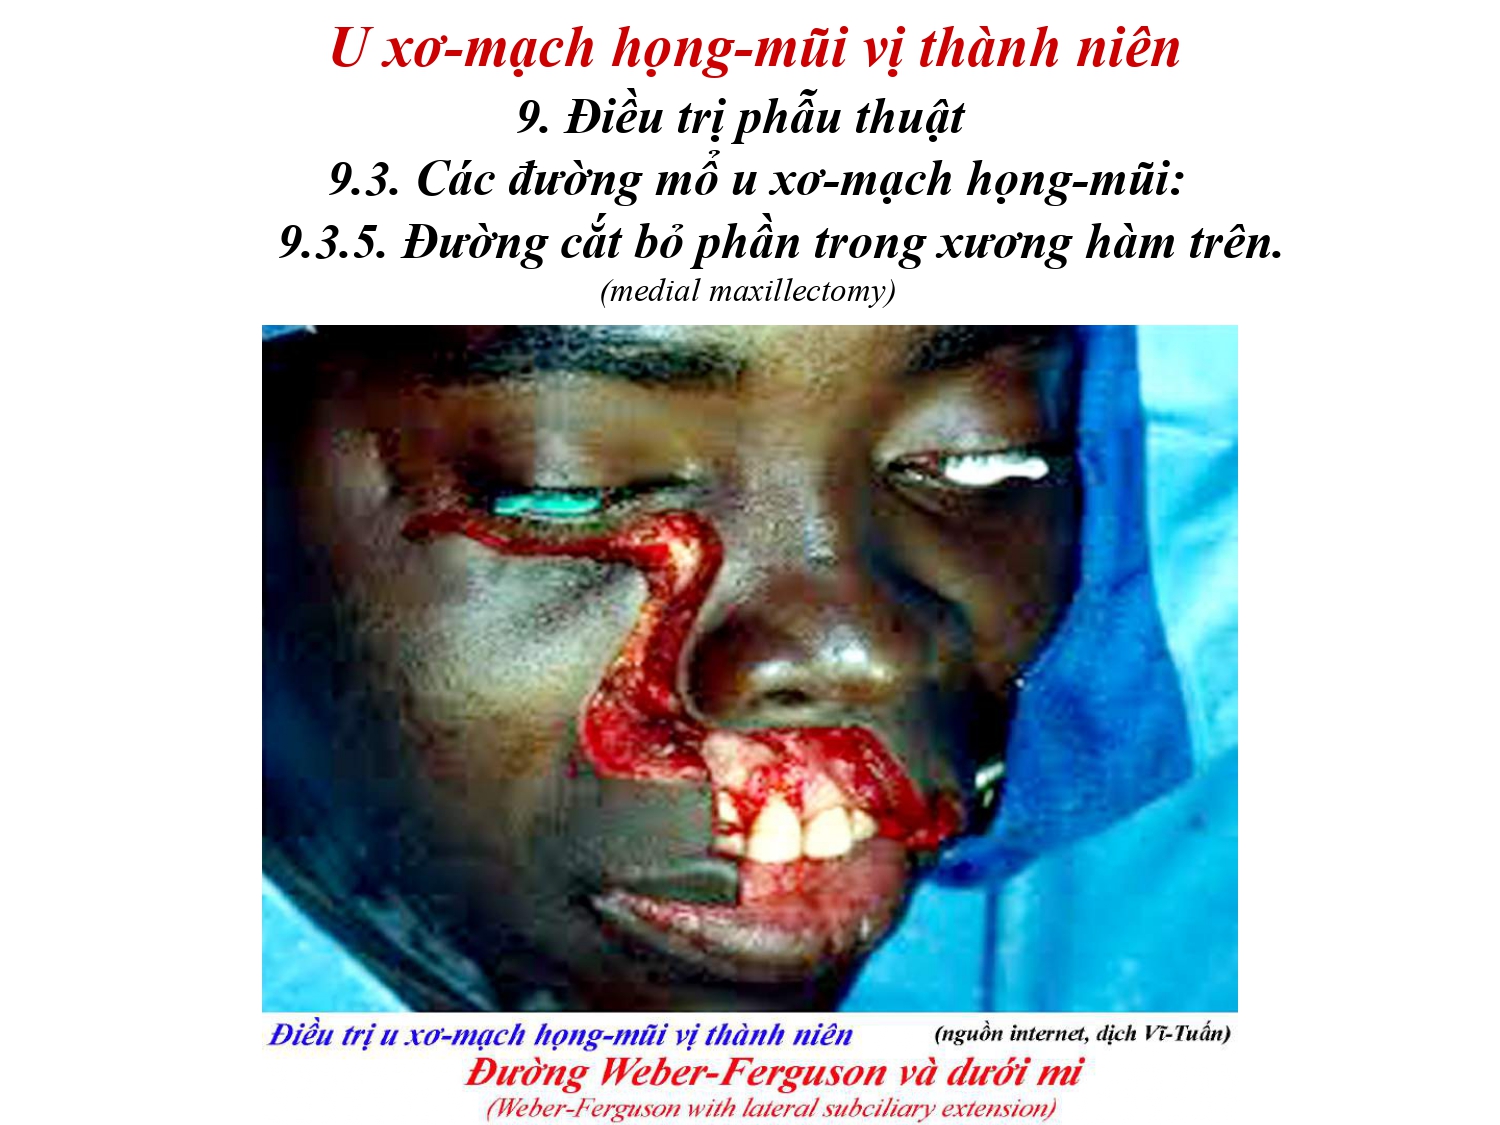 U xơ-mạch họng-mũi vị thành niên
9. Điều trị phẫu thuật
9.3. Các đường mổ u xơ-mạch họng-mũi:
9.3.5. Đường cắt bỏ phần trong xương hàm trên.
(medial maxillectomy)
Điều trị u xơ-mạch họng-mũi vị thành niên (nguồn internet, dịch Vĩ-Tuấn)
Đường Weber-Ferguson và dưới mi
(Weber-Ferguson with lateral subciliary extension)